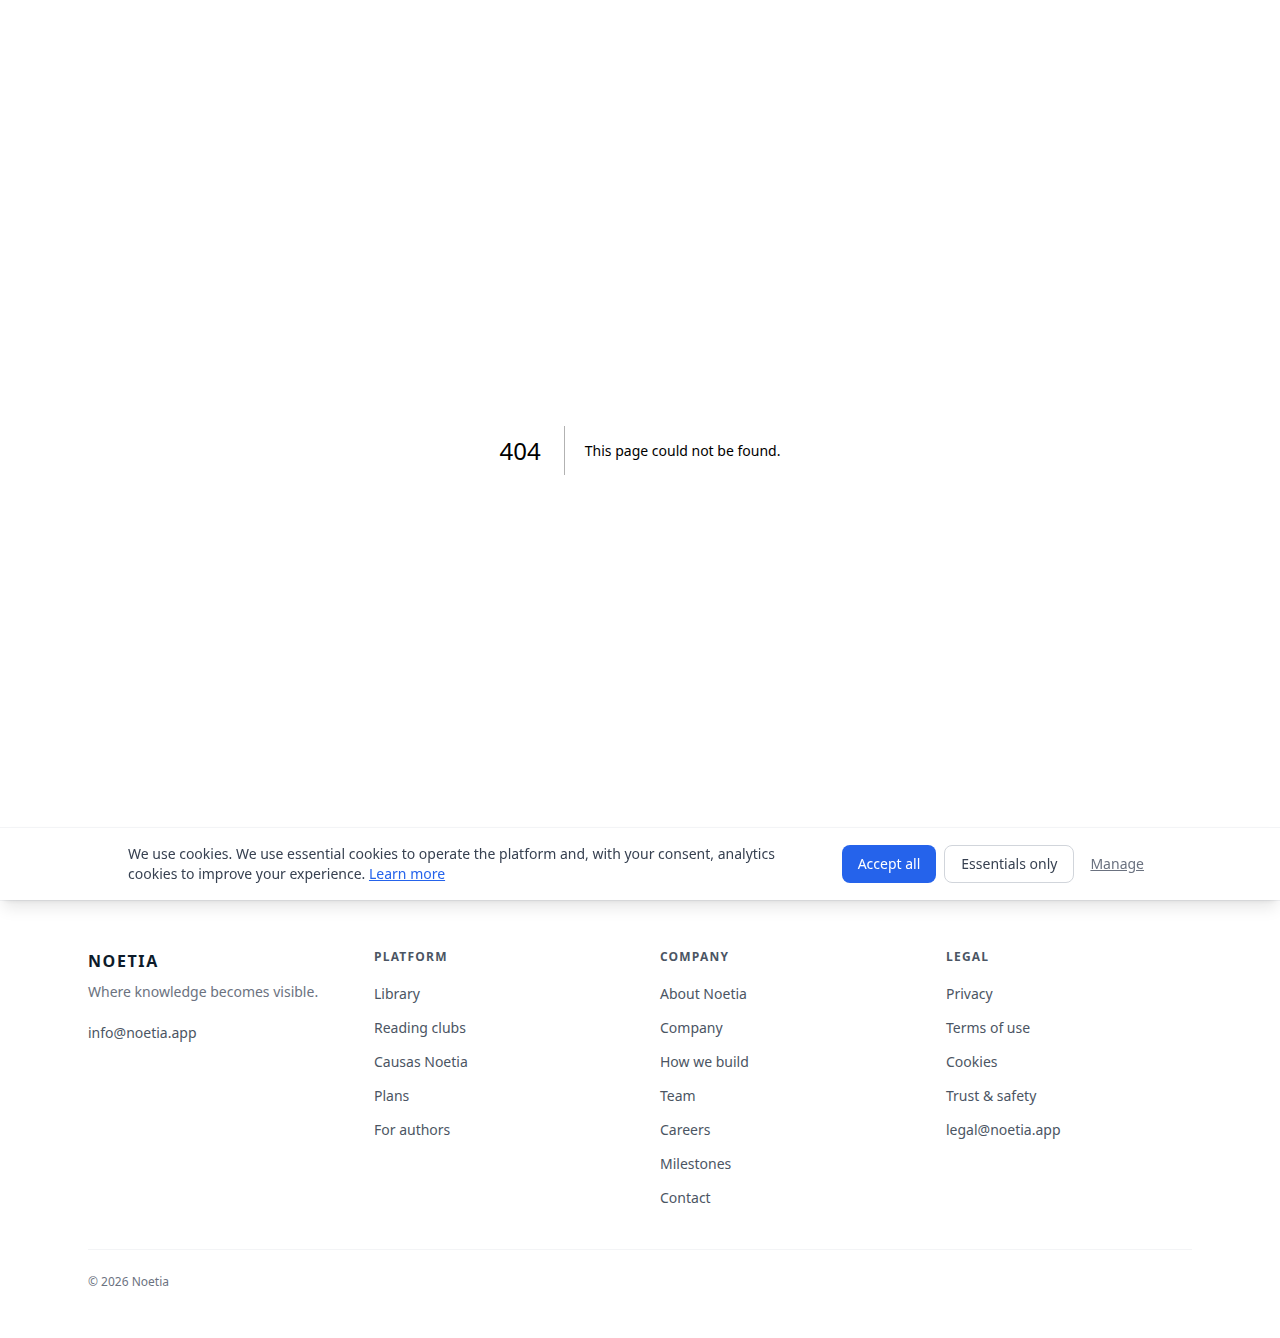 404
This page could not be found.
We use cookies. We use essential cookies to operate the platform and, with your consent, analytics
cookies to improve your experience. Learn more
Accept all
Essentials only
Manage
NOETIA
Where knowledge becomes visible.
info@noetia.app
PLATFORM
Library
Reading clubs
Causas Noetia
Plans
For authors
COMPANY
About Noetia
Company
How we build
Team
Careers
Milestones
Contact
LEGAL
Privacy
Terms of use
Cookies
Trust & safety
legal@noetia.app
© 2026 Noetia